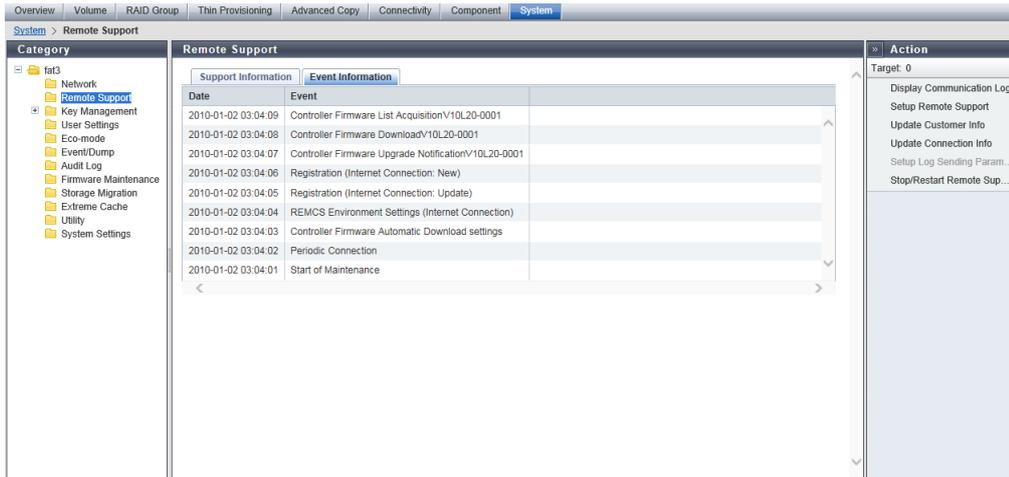 Overview Volume RAID Group Thin Provisioning Advanced Copy Connectivity Component System
System > Remote Support
Category
fat3
Network
Remote Support
Key Management
User Settings
Eco-mode
Event/Dump
Audit Log
Firmware Maintenance
Storage Migration
Extreme Cache
Utility
System Settings
Remote Support
Support Information Event Information
Date Event
2010-01-02 03:04:09 Controller Firmware List AcquisitionV10L20-0001
2010-01-02 03:04:08 Controller Firmware DownloadV10L20-0001
2010-01-02 03:04:07 Controller Firmware Upgrade NotificationV10L20-0001
2010-01-02 03:04:06 Registration (Internet Connection: New)
2010-01-02 03:04:05 Registration (Internet Connection: Update)
2010-01-02 03:04:04 REMCS Environment Settings (Internet Connection)
2010-01-02 03:04:03 Controller Firmware Automatic Download settings
2010-01-02 03:04:02 Periodic Connection
2010-01-02 03:04:01 Start of Maintenance
» Action
Target: 0
Display Communication Log
Setup Remote Support
Update Customer Info
Update Connection Info
Setup Log Sending Param...
Stop/Restart Remote Sup...